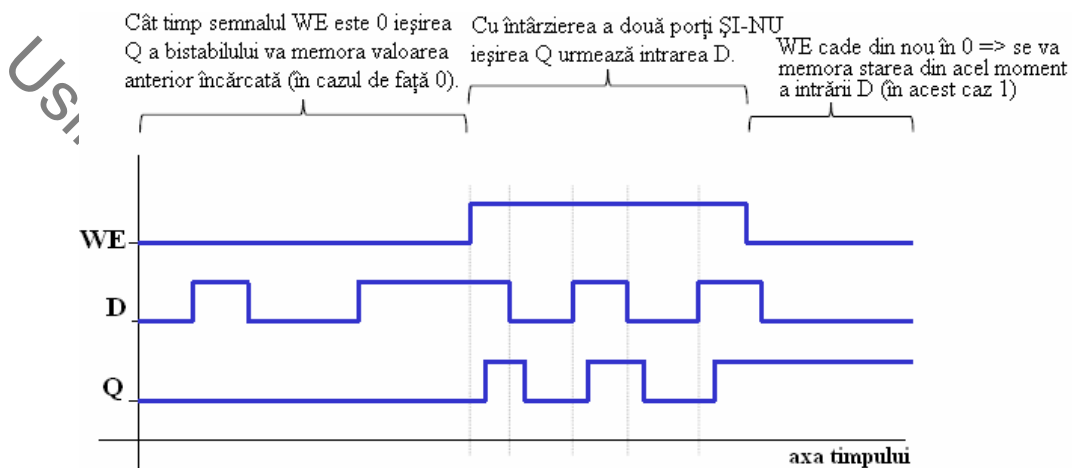 Cât timp semnalul WE este 0 ieşirea
Q a bistabilului va memora valoarea
anterior încărcată (în cazul de faţă 0).
Cu întârzierea a două porţi ŞI-NU
ieşirea Q urmează intrarea D.
WE cade din nou în 0 => se va
memora starea din acel moment
a intrării D (în acest caz 1)
WE
D
Q
axa timpului